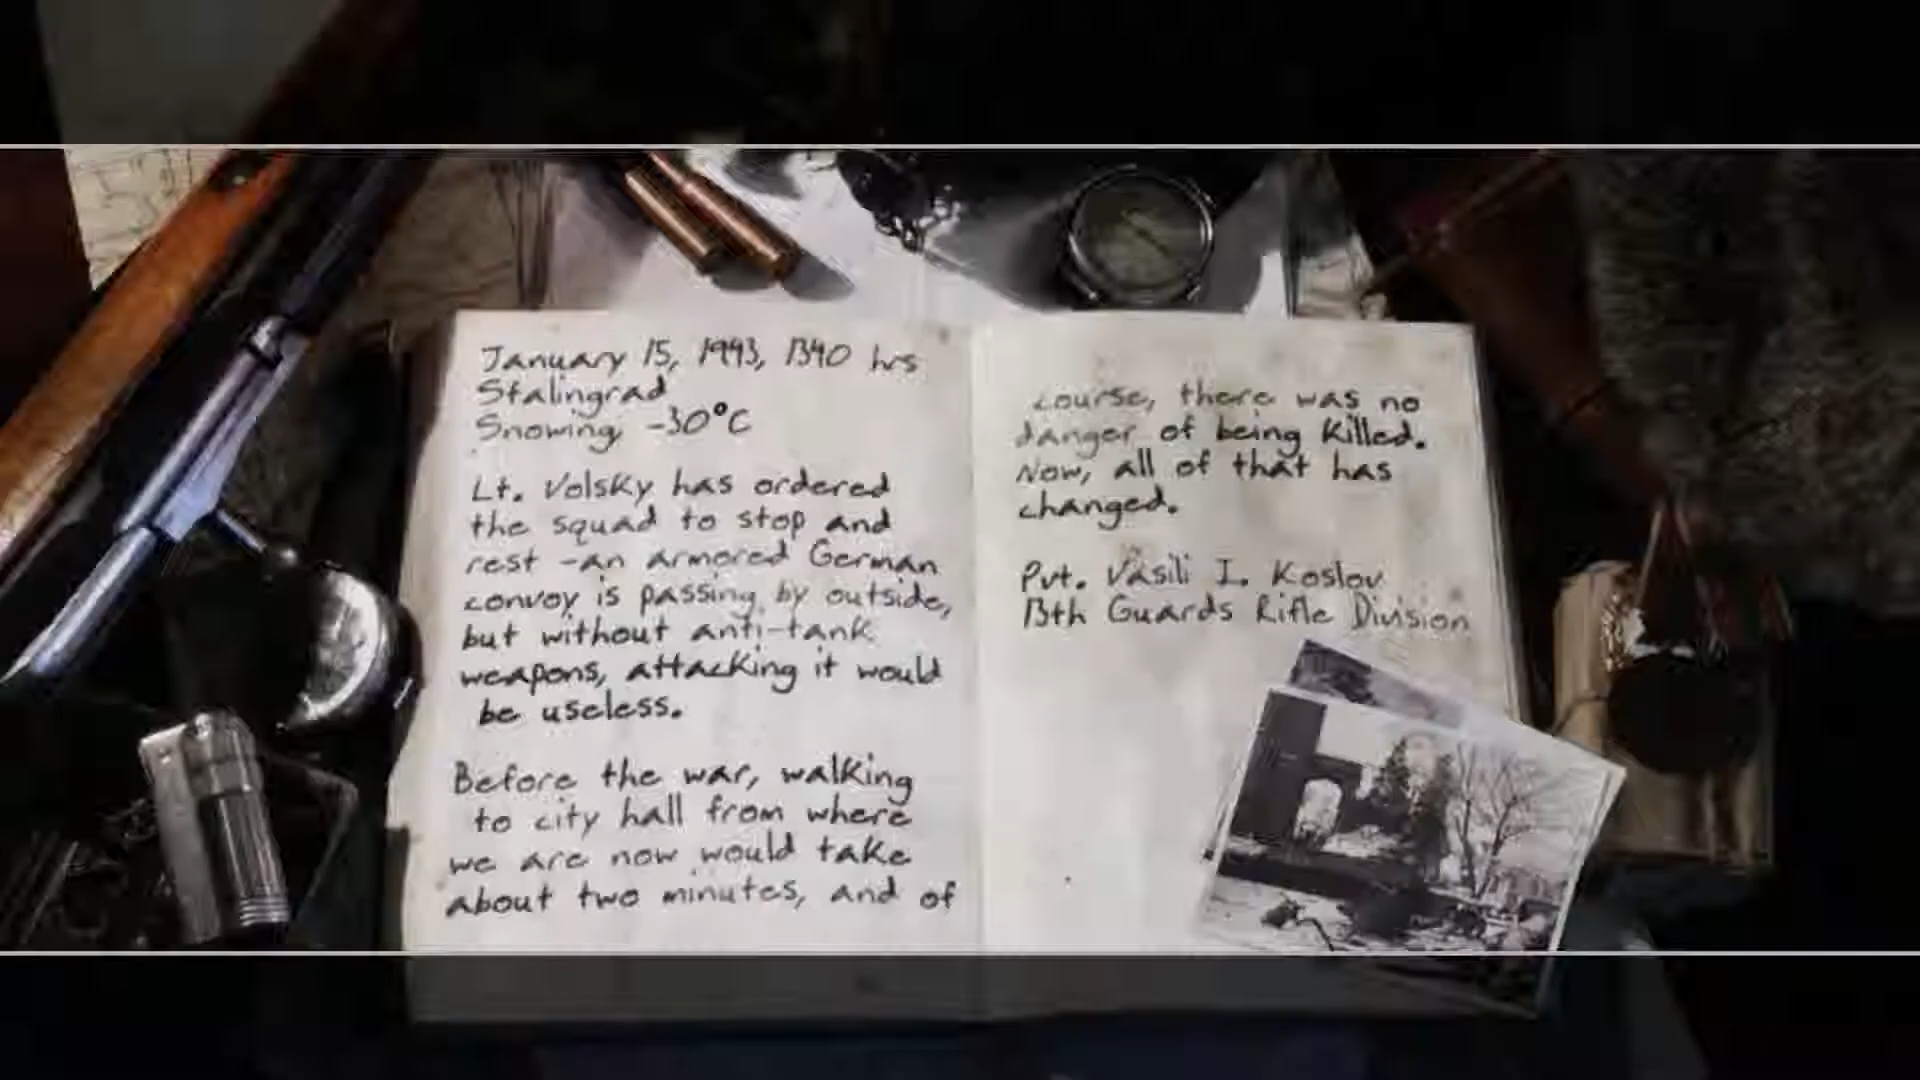 January 15, 1943, 1340 hrs
Stalingrad
Snowing, -30°C
Lt. Volsky has ordered
the squad to stop and
rest -an armored German
convoy is passing by outside,
but without anti-tank
weapons, attacking it would
be useless.
Before the war, walking
to city hall from where
we are now would take
about two minutes, and of
course, there was no
danger of being killed.
Now, all of that has
changed.
Pvt. Vasili I. Koslov
13th Guards Rifle Division